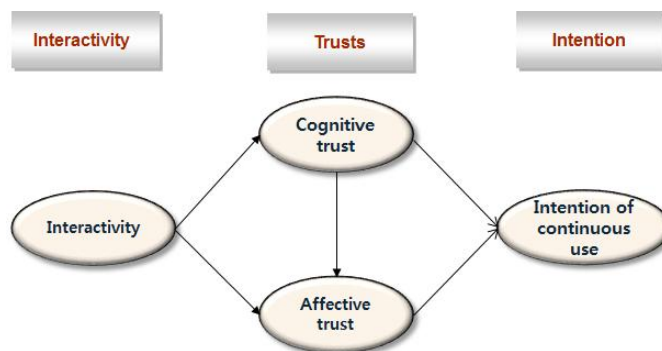 Interactivity
Trusts
Intention
Cognitive
trust
Interactivity
Intention of
continuous
use
Affective
trust